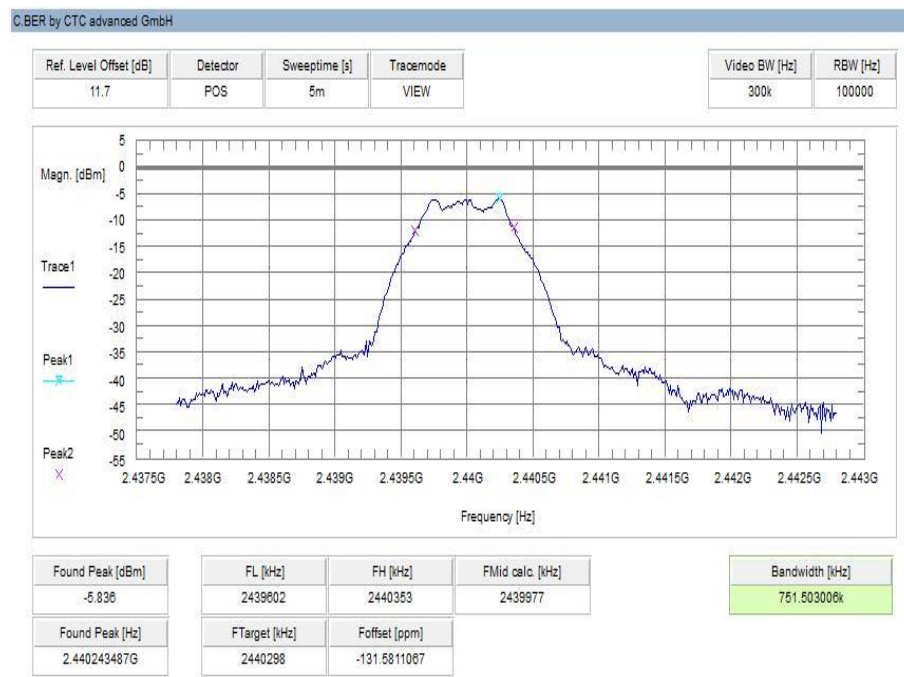 C.BER by CTC advanced GmbH
Ref. Level Offset [dB] Detector Sweeptime [s] Tracemode Video BW [Hz] RBW [Hz]
11.7 POS 5m VIEW 300k 100000
5
Magn. [dBm] 0
-5
-10
-15
Trace1 -20
-25
-30
Peak1 -35
-40
-45
Peak2 -50
-55
2.4375G 2.438G 2.4385G 2.439G 2.4395G 2.44G 2.4405G 2.441G 2.4415G 2.442G 2.4425G 2.443G
Frequency [Hz]
Found Peak [dBm] FL [kHz] FH [kHz] FMid calc. [kHz] Bandwidth [kHz]
-5.836 2439602 2440353 2439977 751.503006k
Found Peak [Hz] FTarget [kHz] Foffset [ppm]
2.440243487G 2440298 -131.5811067